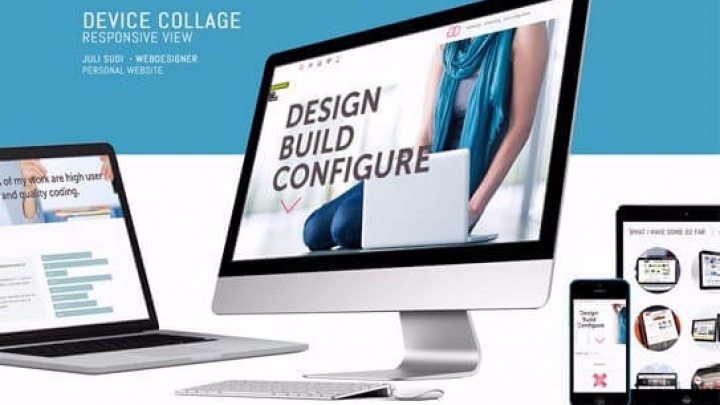 DEVICE COLLAGE
RESPONSIVE VIEW
JULI SUDI - WEBDESIGNER
PERSONAL WEBSITE
DESIGN
BUILD
CONFIGURE
of my work are high user
and quality coding.
WHAT I HAVE DONE SO FAR
Design
Build
Configure